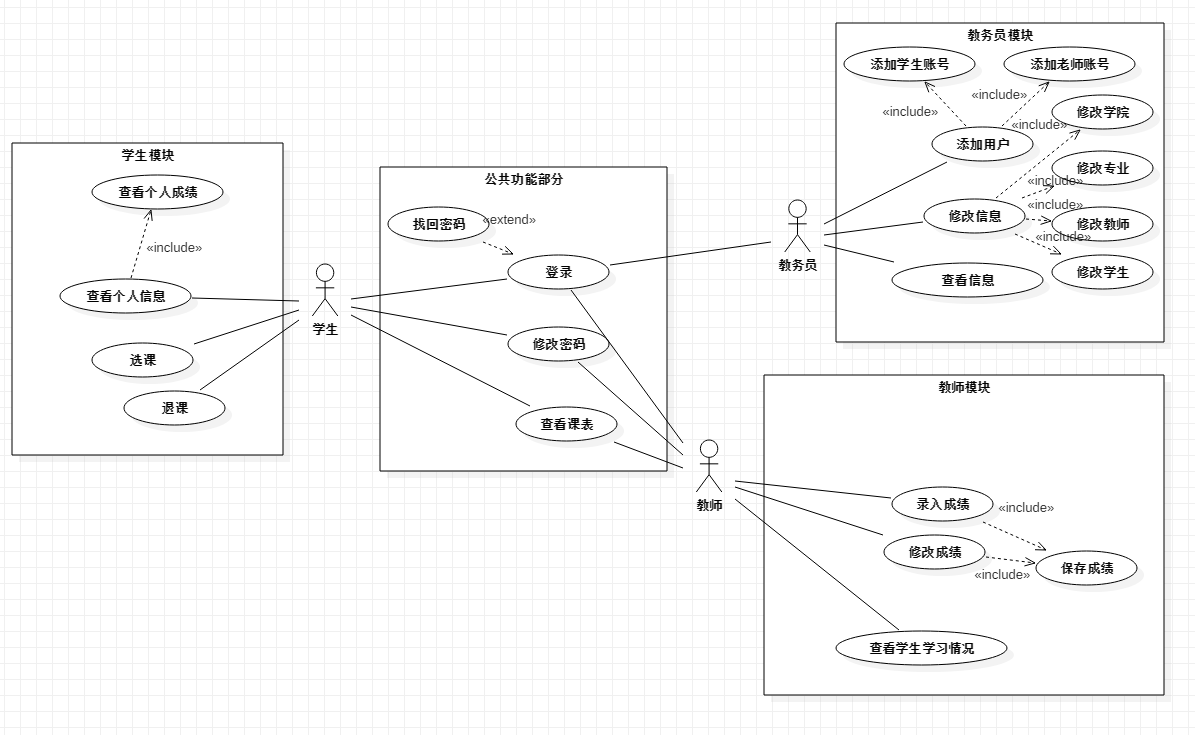 学生模块
查看个人成绩
«include»
查看个人信息
选课
退课
学生
公共功能部分
找回密码
«extend»
登录
修改密码
查看课表
教务员
教师
教务员模块
添加学生账号
添加老师账号
«include»
«include»
添加用户
«include»
修改学院
修改专业
«include»
修改信息
«include»
修改教师
«include»
查看信息
修改学生
教师模块
录入成绩
«include»
修改成绩
«include»
保存成绩
查看学生学习情况